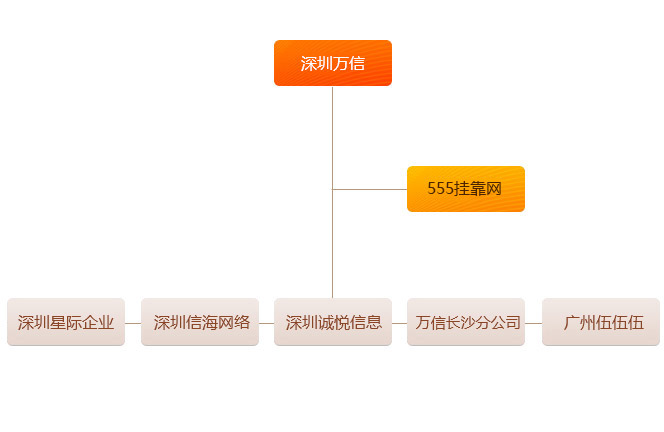 深圳万信
555挂靠网
深圳星际企业
深圳信海网络
深圳诚悦信息
万信长沙分公司
广州伍伍伍